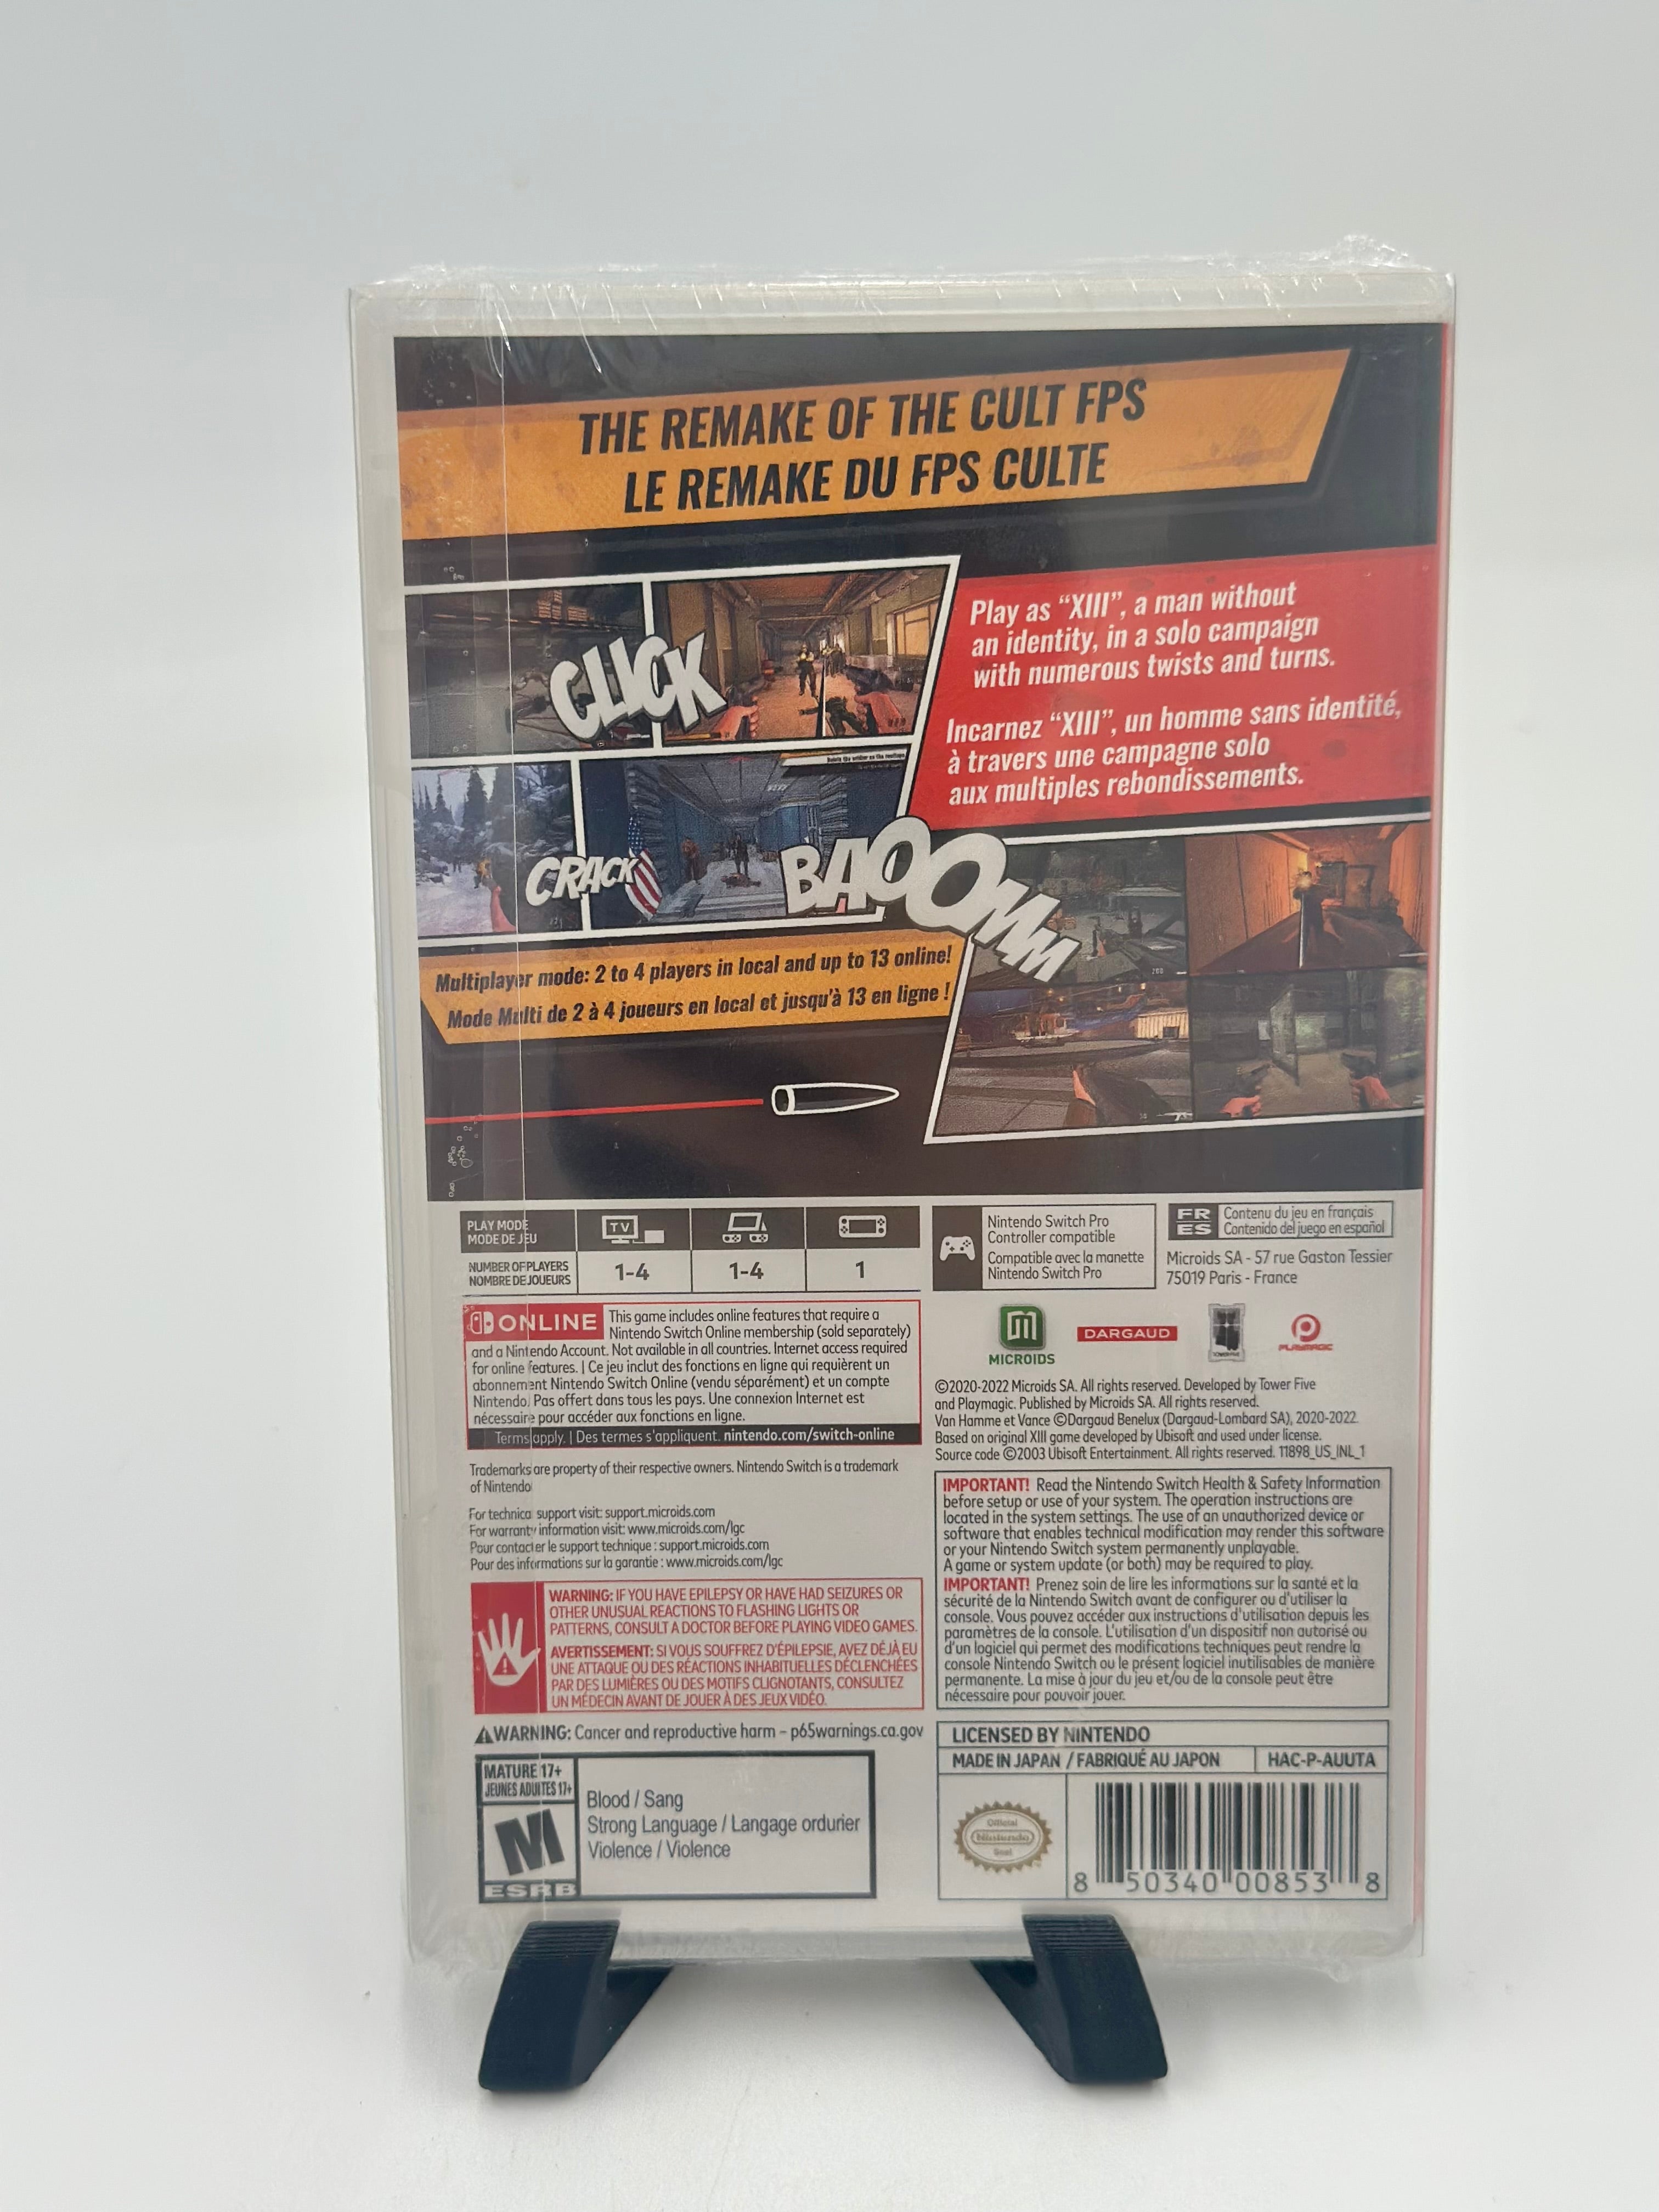 THE REMAKE OF THE CULT FPS
LE REMAKE DU FPS CULTE
Play as “XIII”, a man without
an identity, in a solo campaign
with numerous twists and turns.
Incarnez “XIII”, un homme sans identité,
à travers une campagne solo
aux multiples rebondissements.
CLICK
CRACK
BAOOMM
Multiplayer mode: 2 to 4 players in local and up to 13 online!
Mode Multi de 2 à 4 joueurs en local et jusqu'à 13 en ligne !
PLAY MODE
MODE DE JEU
TV
NUMBER OF PLAYERS
NOMBRE DE JOUEURS
1-4
1-4
1
Nintendo Switch Pro
Controller compatible
Compatible avec la manette
Nintendo Switch Pro
FR
ES
Contenu du jeu en français
Contenido del juego en español
Microids SA - 57 rue Gaston Tessier
75019 Paris - France
ONLINE
This game includes online features that require a
Nintendo Switch Online membership (sold separately)
and a Nintendo Account. Not available in all countries. Internet access required
for online features. | Ce jeu inclut des fonctions en ligne qui requièrent un
abonnement Nintendo Switch Online (vendu séparément) et un compte
Nintendo. Pas offert dans tous les pays. Une connexion Internet est
nécessaire pour accéder aux fonctions en ligne.
Terms apply. | Des termes s'appliquent. nintendo.com/switch-online
MICROIDS
DARGAUD
PLAYMAGIC
©2020-2022 Microids SA. All rights reserved. Developed by Tower Five
and Playmagic. Published by Microids SA. All rights reserved.
Van Hamme et Vance ©Dargaud Benelux (Dargaud-Lombard SA), 2020-2022.
Based on original XIII game developed by Ubisoft and used under license.
Source code ©2003 Ubisoft Entertainment. All rights reserved. 11898_US_INL_1
Trademarks are property of their respective owners. Nintendo Switch is a trademark
of Nintendo
For technical support visit: support.microids.com
For warranty information visit: www.microids.com/lgc
Pour contacter le support technique : support.microids.com
Pour des informations sur la garantie : www.microids.com/lgc
IMPORTANT! Read the Nintendo Switch Health & Safety Information
before setup or use of your system. The operation instructions are
located in the system settings. The use of an unauthorized device or
software that enables technical modification may render this software
or your Nintendo Switch system permanently unplayable.
A game or system update (or both) may be required to play.
IMPORTANT! Prenez soin de lire les informations sur la santé et la
sécurité de la Nintendo Switch avant de configurer ou d'utiliser la
console. Vous pouvez accéder aux instructions d'utilisation depuis les
paramètres de la console. L'utilisation d'un dispositif non autorisé ou
d'un logiciel qui permet des modifications techniques peut rendre la
console Nintendo Switch ou le présent logiciel inutilisables de manière
permanente. La mise à jour du jeu et/ou de la console peut être
nécessaire pour pouvoir jouer.
WARNING: IF YOU HAVE EPILEPSY OR HAVE HAD SEIZURES OR
OTHER UNUSUAL REACTIONS TO FLASHING LIGHTS OR
PATTERNS, CONSULT A DOCTOR BEFORE PLAYING VIDEO GAMES.
AVERTISSEMENT: SI VOUS SOUFFREZ D'ÉPILEPSIE, AVEZ DÉJÀ EU
UNE ATTAQUE OU DES RÉACTIONS INHABITUELLES DÉCLENCHÉES
PAR DES LUMIÈRES OU DES MOTIFS CLIGNOTANTS, CONSULTEZ
UN MÉDECIN AVANT DE JOUER À DES JEUX VIDÉO.
WARNING: Cancer and reproductive harm – p65warnings.ca.gov
MATURE 17+
JEUNES ADULTES 17+
M
ESRB
Blood / Sang
Strong Language / Langage ordurier
Violence / Violence
LICENSED BY NINTENDO
MADE IN JAPAN / FABRIQUÉ AU JAPON
HAC-P-AUUTA
Official
Nintendo
Seal
8 50340 00853 8